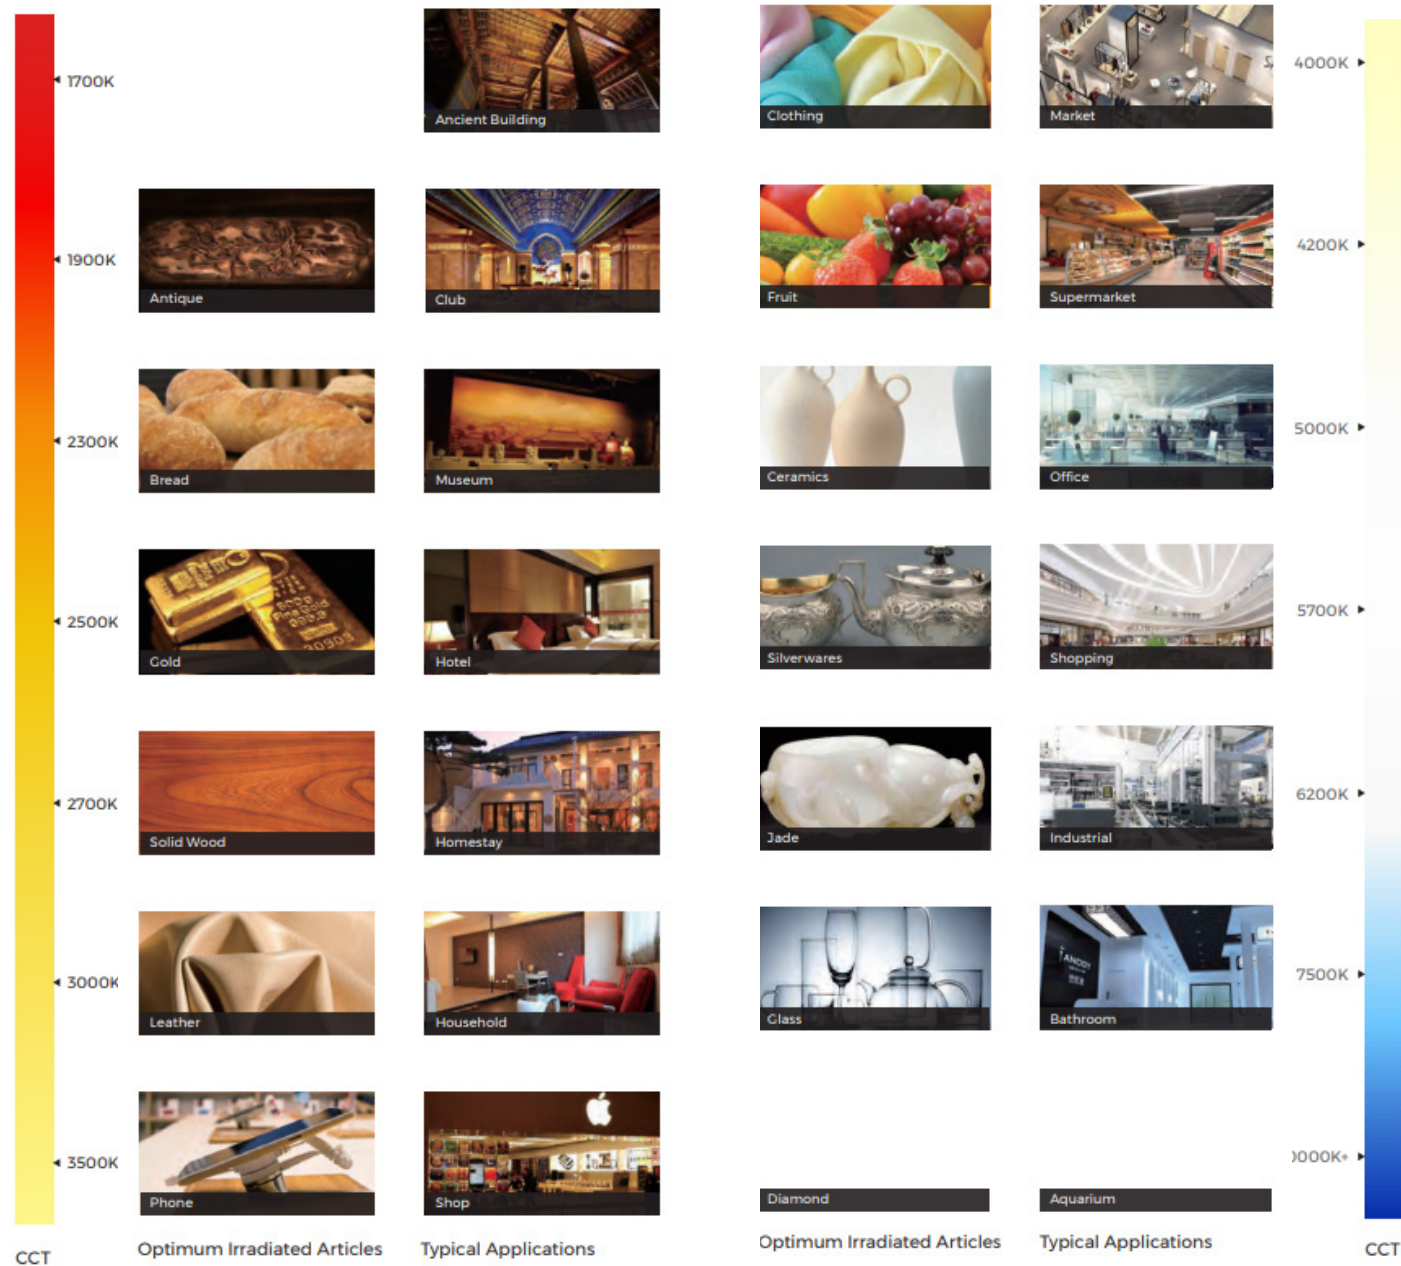 1700K
Ancient Building
Clothing
Market
4000K
1900K
Antique
Club
Fruit
Supermarket
4200K
2300K
Bread
Museum
Ceramics
Office
5000K
2500K
Gold
Hotel
Silverwares
Shopping
5700K
2700K
Solid Wood
Homestay
Jade
Industrial
6200K
3000K
Leather
Household
Glass
Bathroom
7500K
3500K
Phone
Shop
Diamond
Aquarium
0000K+
CCT
Optimum Irradiated Articles
Typical Applications
Optimum Irradiated Articles
Typical Applications
CCT